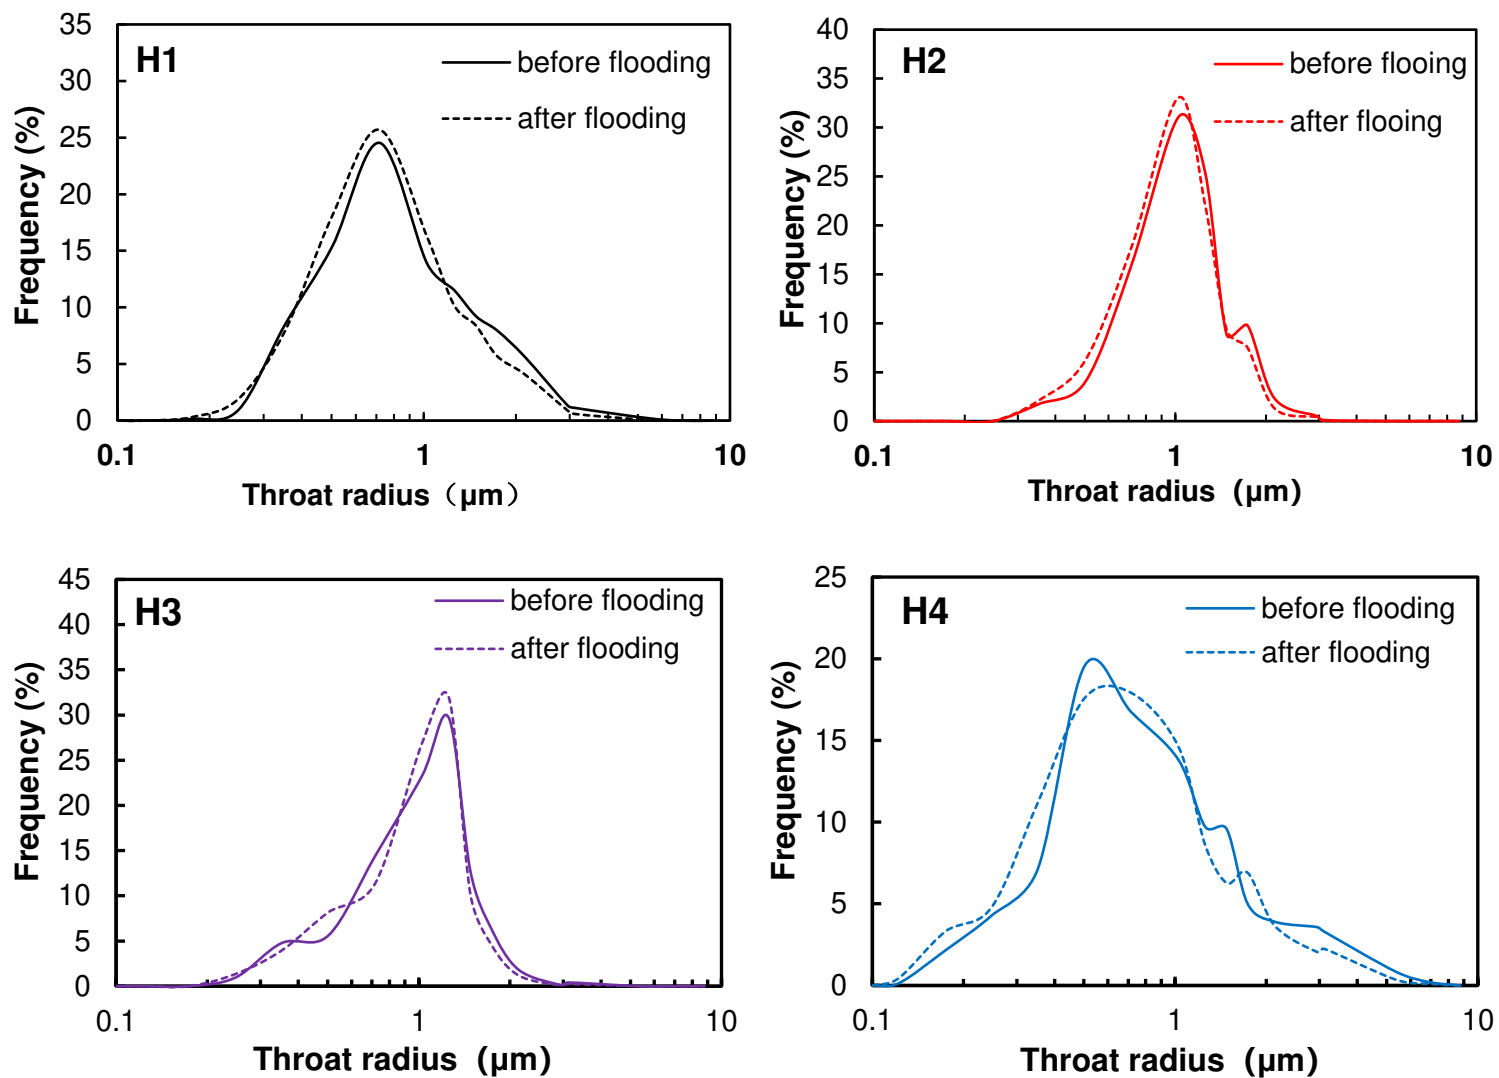 H1
before flooding
after flooding
Frequency (%)
35
30
25
20
15
10
5
0
0.1 1 10
Throat radius（μm）
H2
before flooing
after flooing
Frequency (%)
40
35
30
25
20
15
10
5
0
0.1 1 10
Throat radius (μm)
H3
before flooding
after flooding
Frequency (%)
45
40
35
30
25
20
15
10
5
0
0.1 1 10
Throat radius (μm)
H4
before flooding
after flooding
Frequency (%)
25
20
15
10
5
0
0.1 1 10
Throat radius (μm)